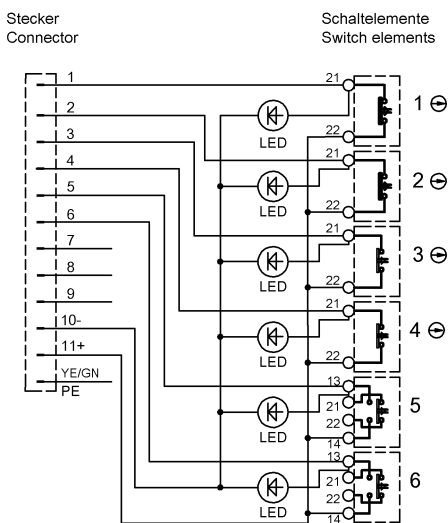 Stecker Schaltelemente
Connector Switch elements
1 21
1
LED
2 22
21
3
2
4 LED
22
5 21
6
3
7 LED
8 22
21
9
10- 4
LED
11+ 22
YE/GN 13
PE 21 5
22
LED
14
13
21 6
22
LED
14